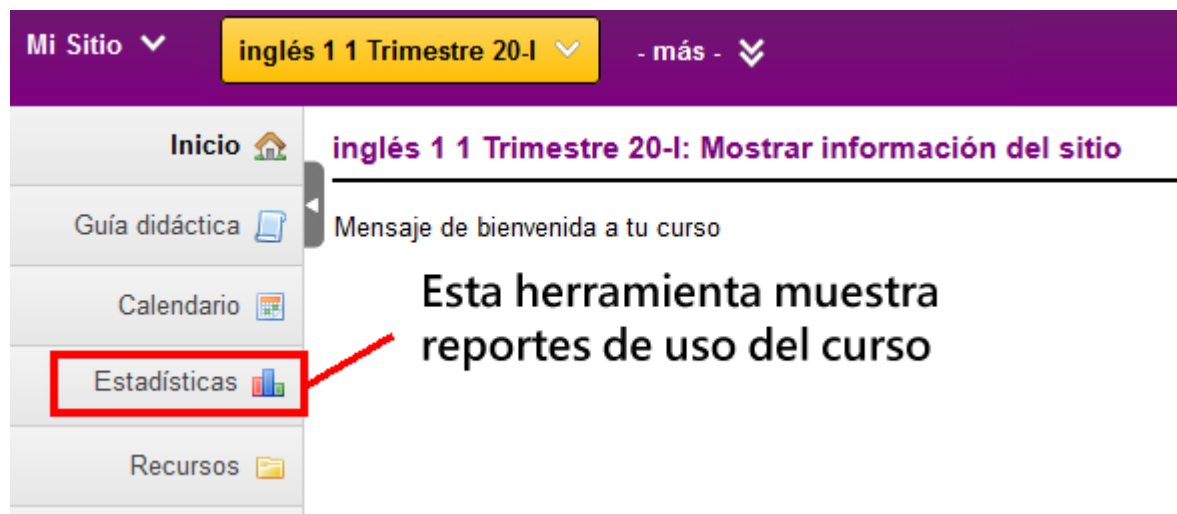 Mi Sitio
inglés 1 1 Trimestre 20-I
- más -
Inicio
inglés 1 1 Trimestre 20-I: Mostrar información del sitio
Guía didáctica
Mensaje de bienvenida a tu curso
Calendario
Esta herramienta muestra
reportes de uso del curso
Estadísticas
Recursos